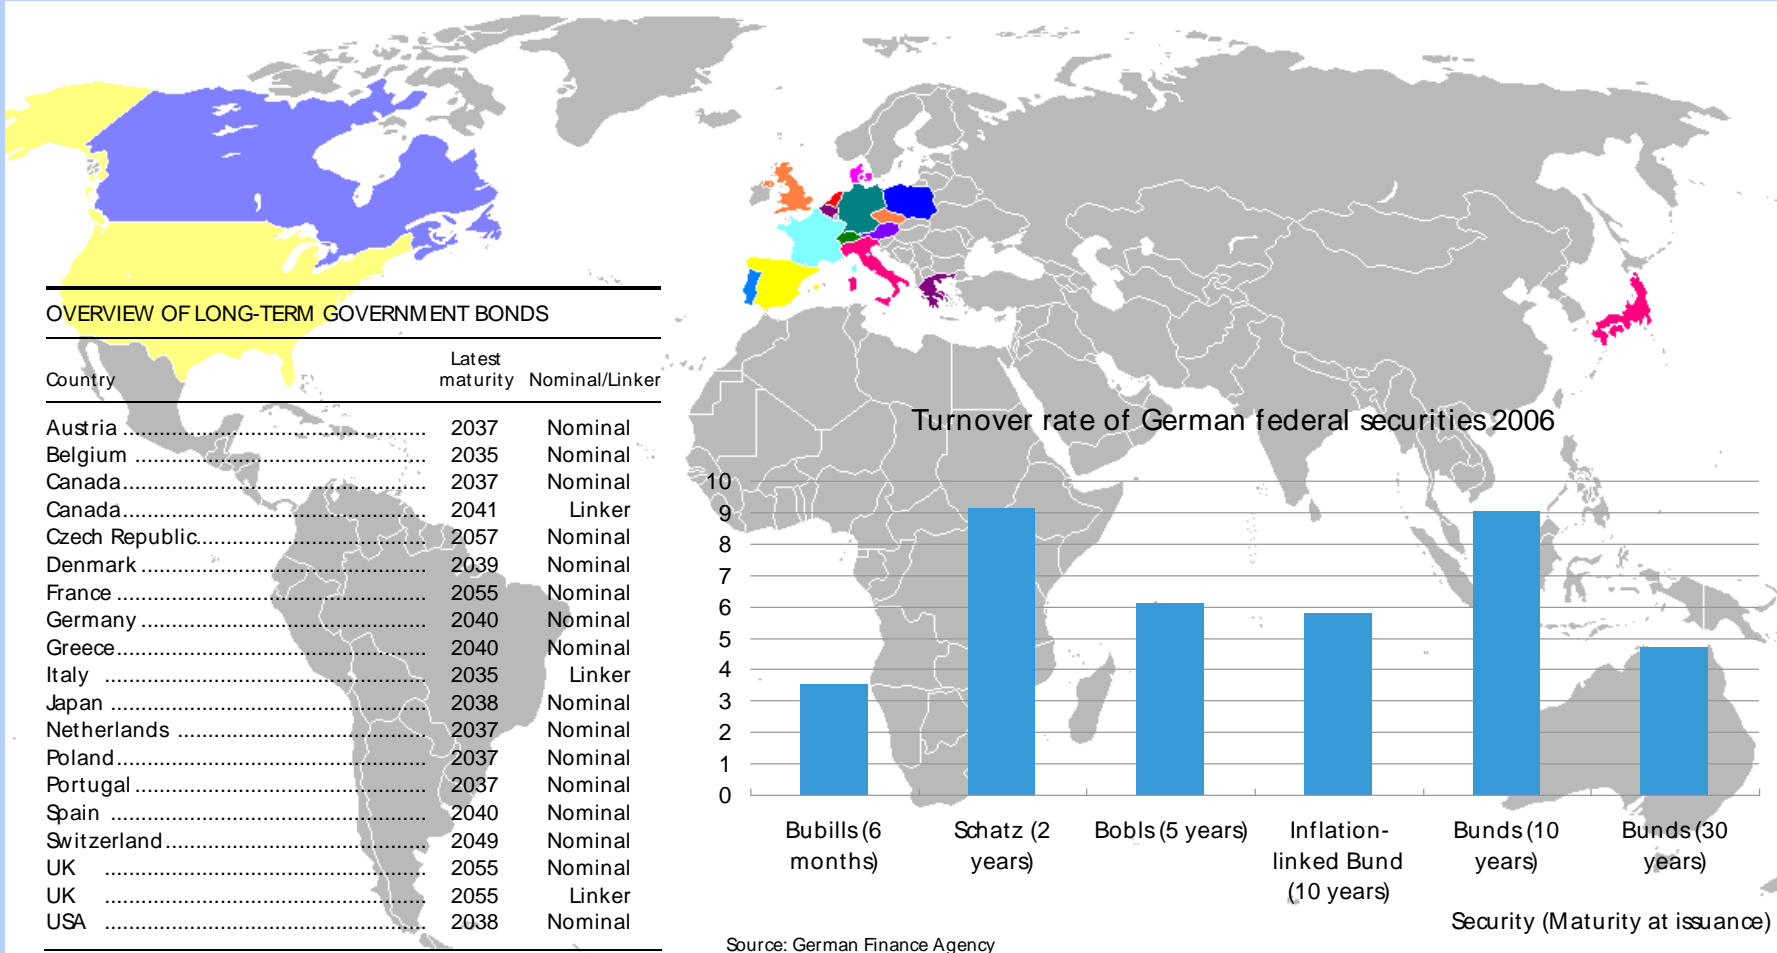 OVERVIEW OF LONG-TERM GOVERNMENT BONDS
Country Latest maturity Nominal/Linker
Austria 2037 Nominal
Belgium 2035 Nominal
Canada 2037 Nominal
Canada 2041 Linker
Czech Republic 2057 Nominal
Denmark 2039 Nominal
France 2055 Nominal
Germany 2040 Nominal
Greece 2040 Nominal
Italy 2035 Linker
Japan 2038 Nominal
Netherlands 2037 Nominal
Poland 2037 Nominal
Portugal 2037 Nominal
Spain 2040 Nominal
Switzerland 2049 Nominal
UK 2055 Nominal
UK 2055 Linker
USA 2038 Nominal
Turnover rate of German federal securities 2006
10
9
8
7
6
5
4
3
2
1
0
Bubills (6 months)
Schatz (2 years)
Bobls (5 years)
Inflation-linked Bund (10 years)
Bunds (10 years)
Bunds (30 years)
Security (Maturity at issuance)
Source: German Finance Agency